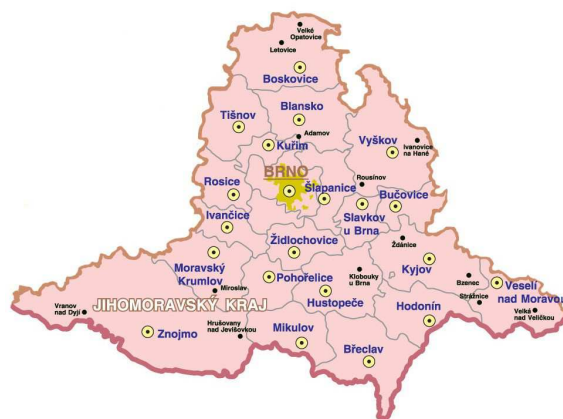 Velké
Opatovice
Letovice
Boskovice
Blansko
Tišnov
Adamov
Kuřim
Vyškov
Ivanovice
na Hané
BRNO
Rousínov
Rosice
Šlapanice
Bučovice
Slavkov
u Brna
Ivančice
Ždánice
Židlochovice
Moravský
Krumlov
Miroslav
Pohořelice
Klobouky
u Brna
Kyjov
Bzenec
Veselí
nad Moravou
Strážnice
Vranov
nad Dyjí
JIHOMORAVSKÝ KRAJ
Hustopeče
Hodonín
Velká
nad Veličkou
Znojmo
Hrušovany
nad Jevišovkou
Mikulov
Břeclav